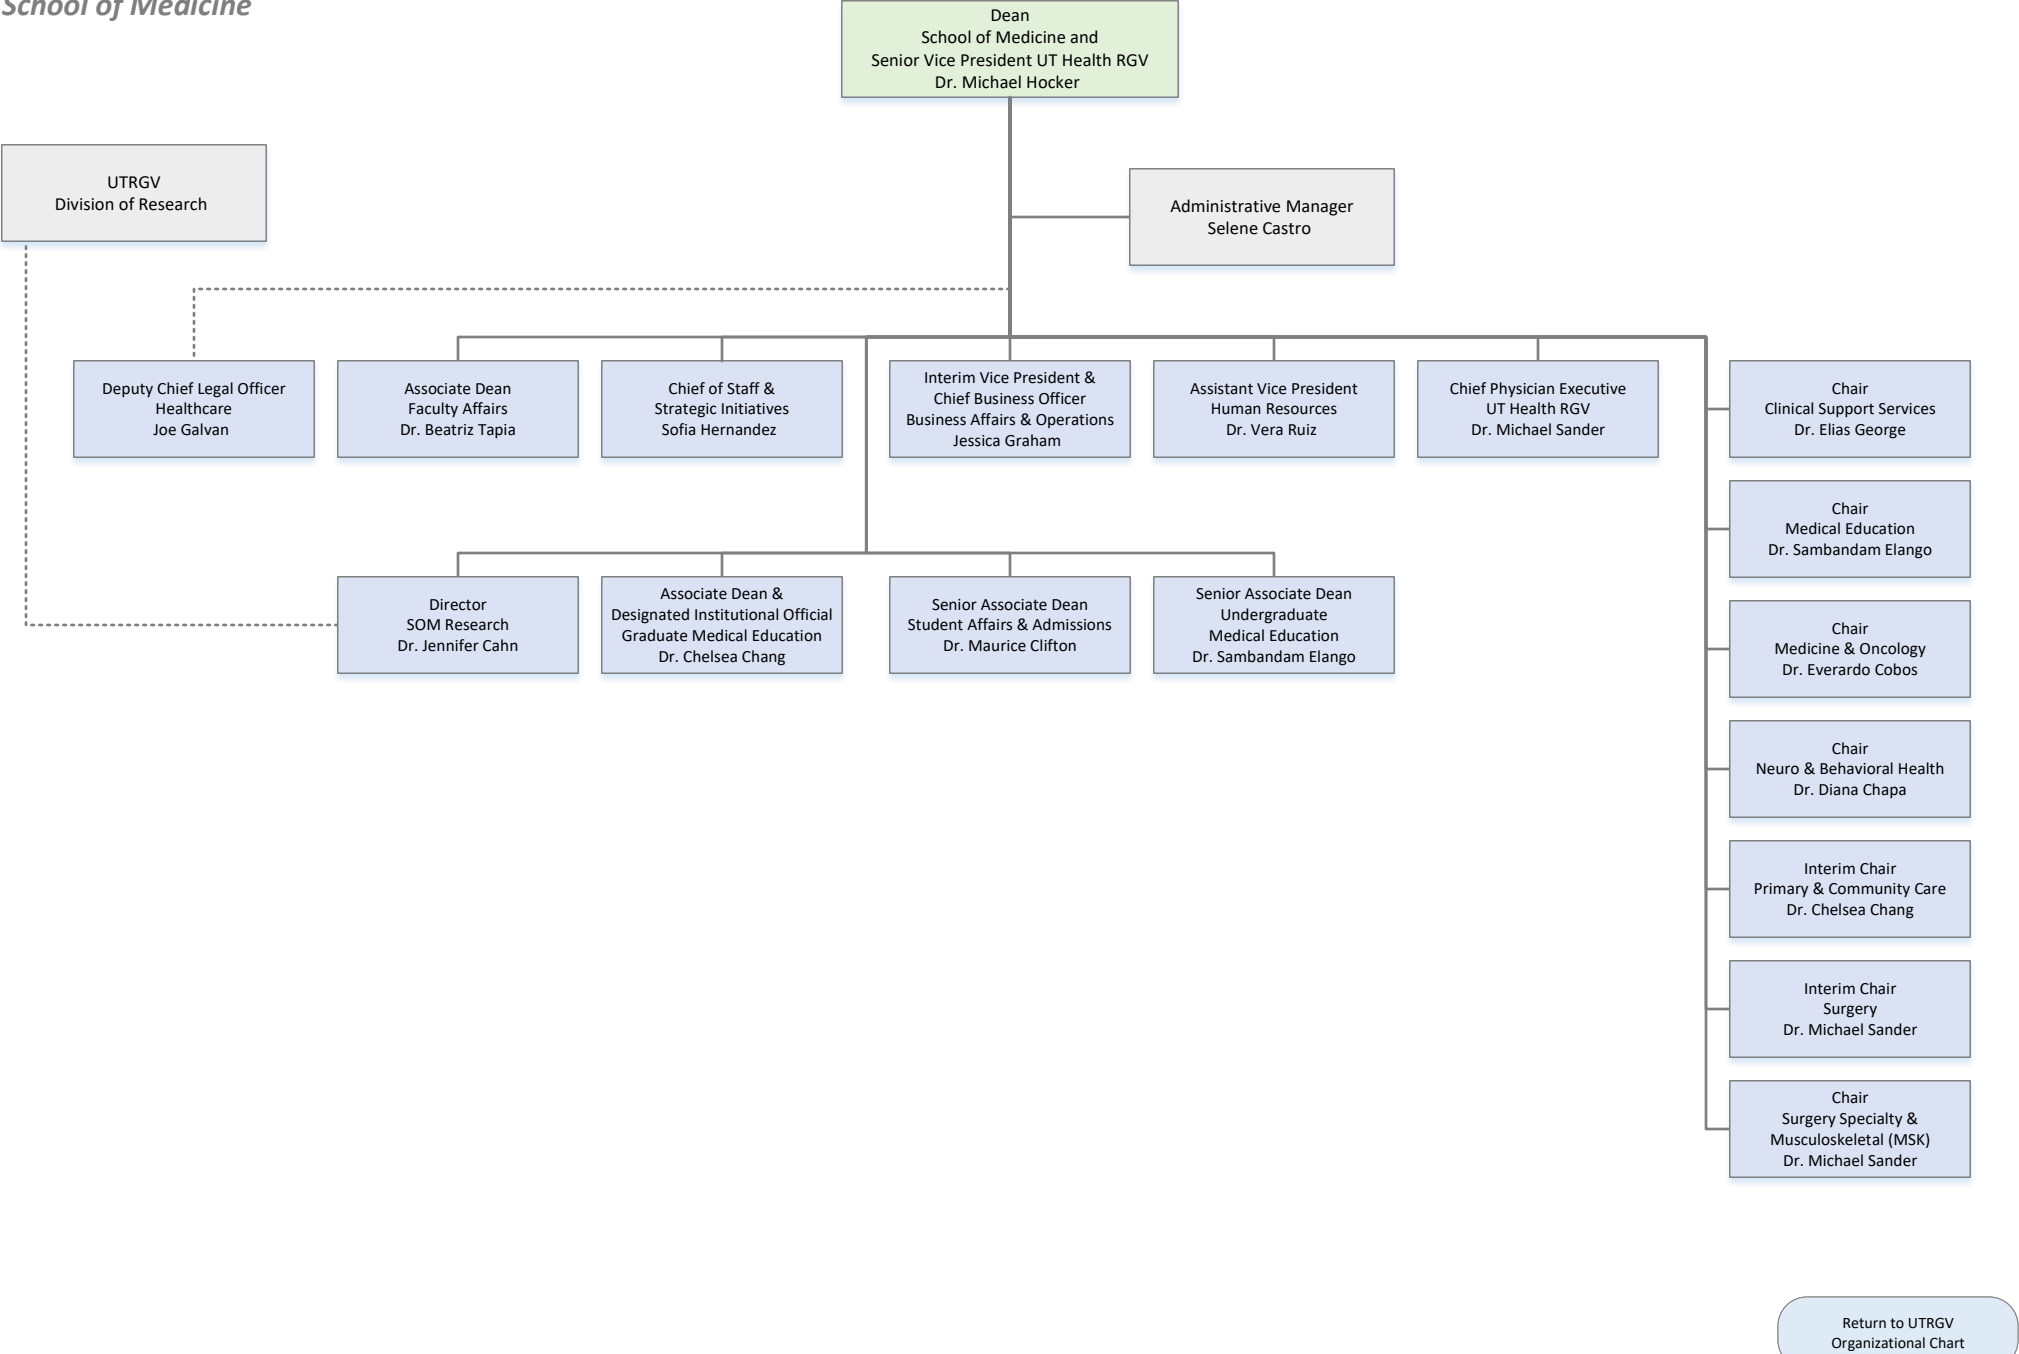 School of Medicine
Dean
School of Medicine and
Senior Vice President UT Health RGV
Dr. Michael Hocker
UTRGV
Division of Research
Administrative Manager
Selene Castro
Deputy Chief Legal Officer
Healthcare
Joe Galvan
Associate Dean
Faculty Affairs
Dr. Beatriz Tapia
Chief of Staff &
Strategic Initiatives
Sofia Hernandez
Interim Vice President &
Chief Business Officer
Business Affairs & Operations
Jessica Graham
Assistant Vice President
Human Resources
Dr. Vera Ruiz
Chief Physician Executive
UT Health RGV
Dr. Michael Sander
Chair
Clinical Support Services
Dr. Elias George
Chair
Medical Education
Dr. Sambandam Elango
Director
SOM Research
Dr. Jennifer Cahn
Associate Dean &
Designated Institutional Official
Graduate Medical Education
Dr. Chelsea Chang
Senior Associate Dean
Student Affairs & Admissions
Dr. Maurice Clifton
Senior Associate Dean
Undergraduate
Medical Education
Dr. Sambandam Elango
Chair
Medicine & Oncology
Dr. Everardo Cobos
Chair
Neuro & Behavioral Health
Dr. Diana Chapa
Interim Chair
Primary & Community Care
Dr. Chelsea Chang
Interim Chair
Surgery
Dr. Michael Sander
Chair
Surgery Specialty &
Musculoskeletal (MSK)
Dr. Michael Sander
Return to UTRGV
Organizational Chart